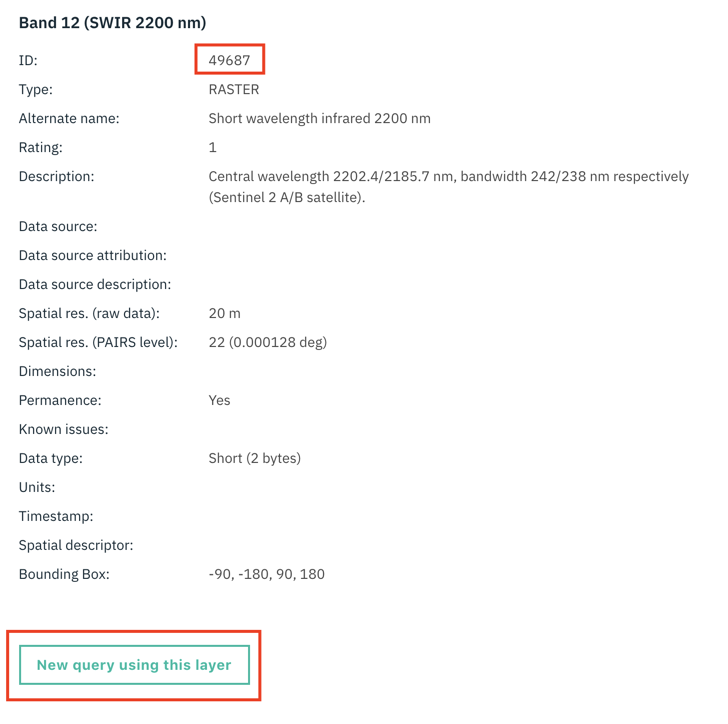 Band 12 (SWIR 2200 nm)
ID: 49687
Type: RASTER
Alternate name: Short wavelength infrared 2200 nm
Rating: 1
Description: Central wavelength 2202.4/2185.7 nm, bandwidth 242/238 nm respectively
(Sentinel 2 A/B satellite).
Data source:
Data source attribution:
Data source description:
Spatial res. (raw data): 20 m
Spatial res. (PAIRS level): 22 (0.000128 deg)
Dimensions:
Permanence: Yes
Known issues:
Data type: Short (2 bytes)
Units:
Timestamp:
Spatial descriptor:
Bounding Box: -90, -180, 90, 180
New query using this layer